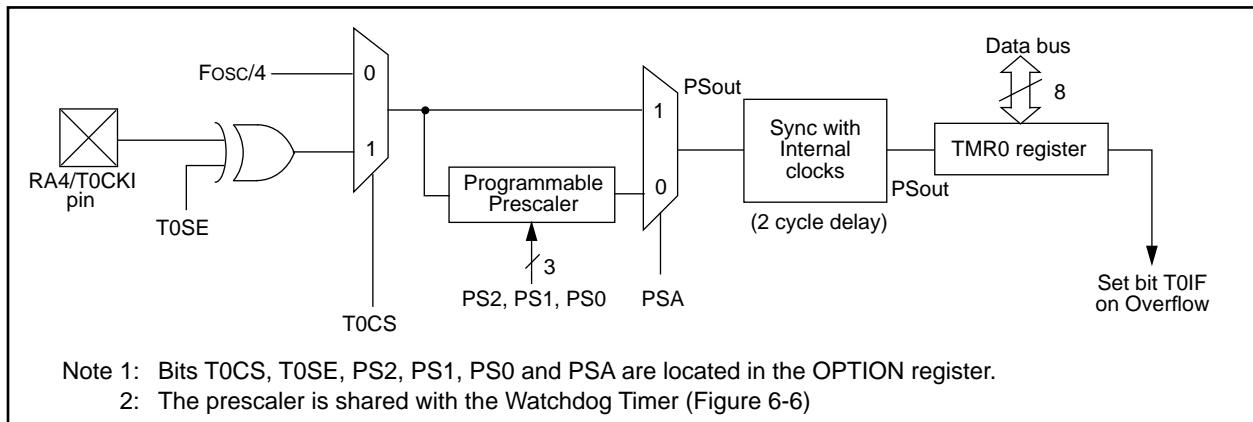 Data bus
8
FOSC/4
0
PSout
1
1
Sync with
Internal
clocks
TMR0 register
RA4/T0CKI
pin
T0SE
Programmable
Prescaler
0
PSout
(2 cycle delay)
3
PS2, PS1, PS0
PSA
T0CS
Set bit T0IF
on Overflow
Note 1: Bits T0CS, T0SE, PS2, PS1, PS0 and PSA are located in the OPTION register.
2: The prescaler is shared with the Watchdog Timer (Figure 6-6)